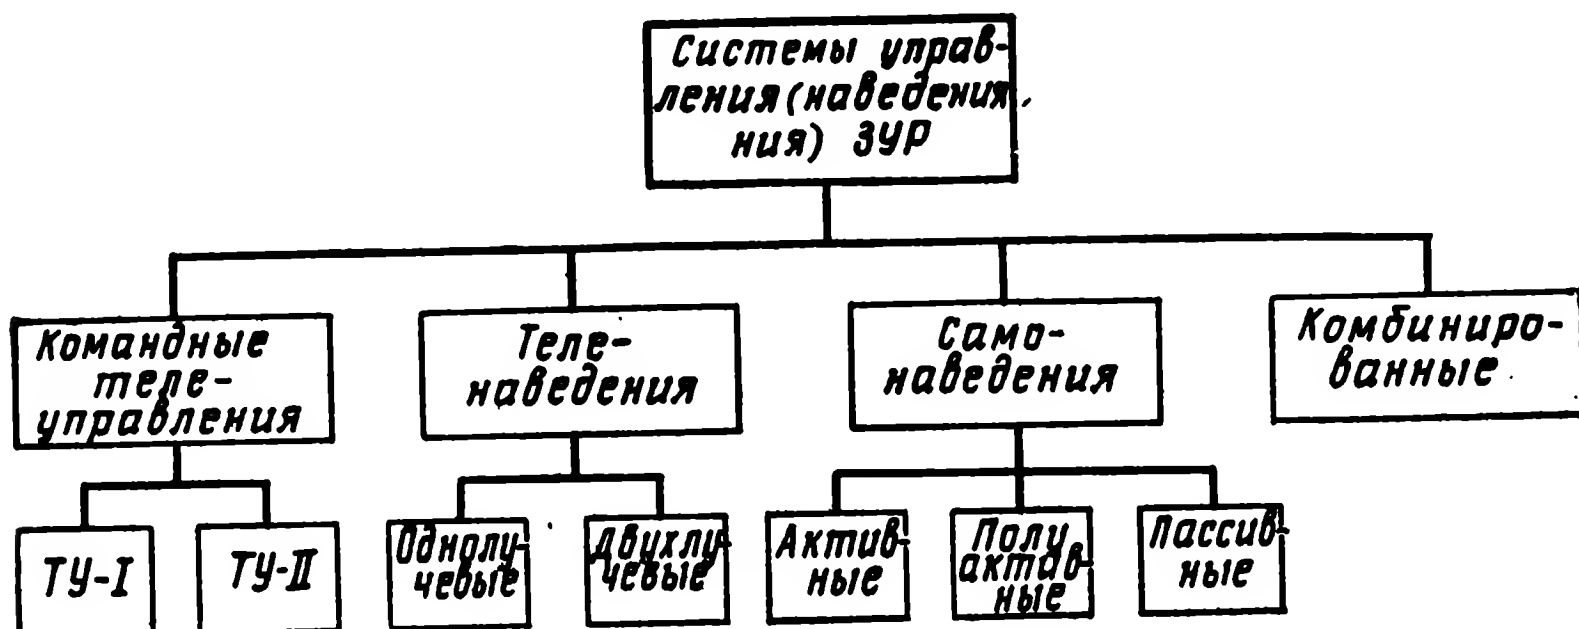 Системы управ-
ления (наведения
ния) ЗУР
Командные
теле-
управления
Теле-
наведения
Само-
наведения
Комбиниро-
ванные
ТУ-I
ТУ-II
Однолу-
чевые
Двухлу-
чевые
Актив-
ные
Полу
актив-
ные
Пассив-
ные